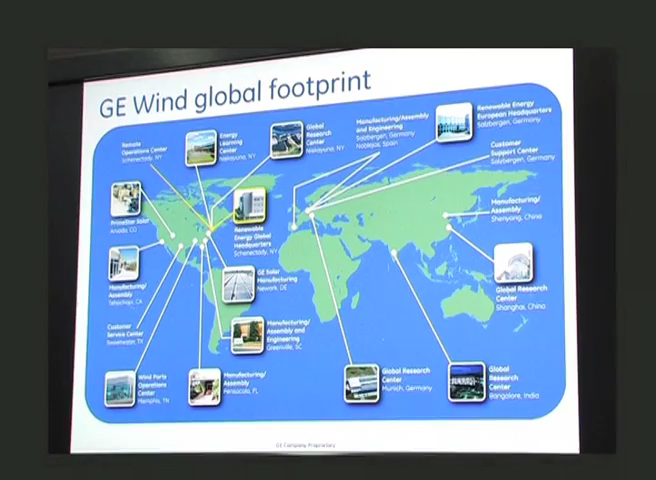 GE Wind global footprint
Remote
Operations Center
Schenectady, NY
Energy
Learning
Center
Niskayuna, NY
Global
Research
Center
Niskayuna, NY
Manufacturing/Assembly
and Engineering
Salzbergen, Germany
Noblejas, Spain
Renewable Energy
European Headquarters
Salzbergen, Germany
Customer
Support Center
Salzbergen, Germany
PrimeStar Solar
Arvada, CO
Renewable
Energy Global
Headquarters
Schenectady, NY
Manufacturing/
Assembly
Shenyang, China
Manufacturing/
Assembly
Tehachapi, CA
GE Solar
Manufacturing
Newark, DE
Global Research
Center
Shanghai, China
Customer
Service Center
Sweetwater, TX
Manufacturing/
Assembly and
Engineering
Greenville, SC
Wind Parts
Operations
Center
Memphis, TN
Manufacturing/
Assembly
Pensacola, FL
Global Research
Center
Munich, Germany
Global
Research
Center
Bangalore, India
GE Company Proprietary